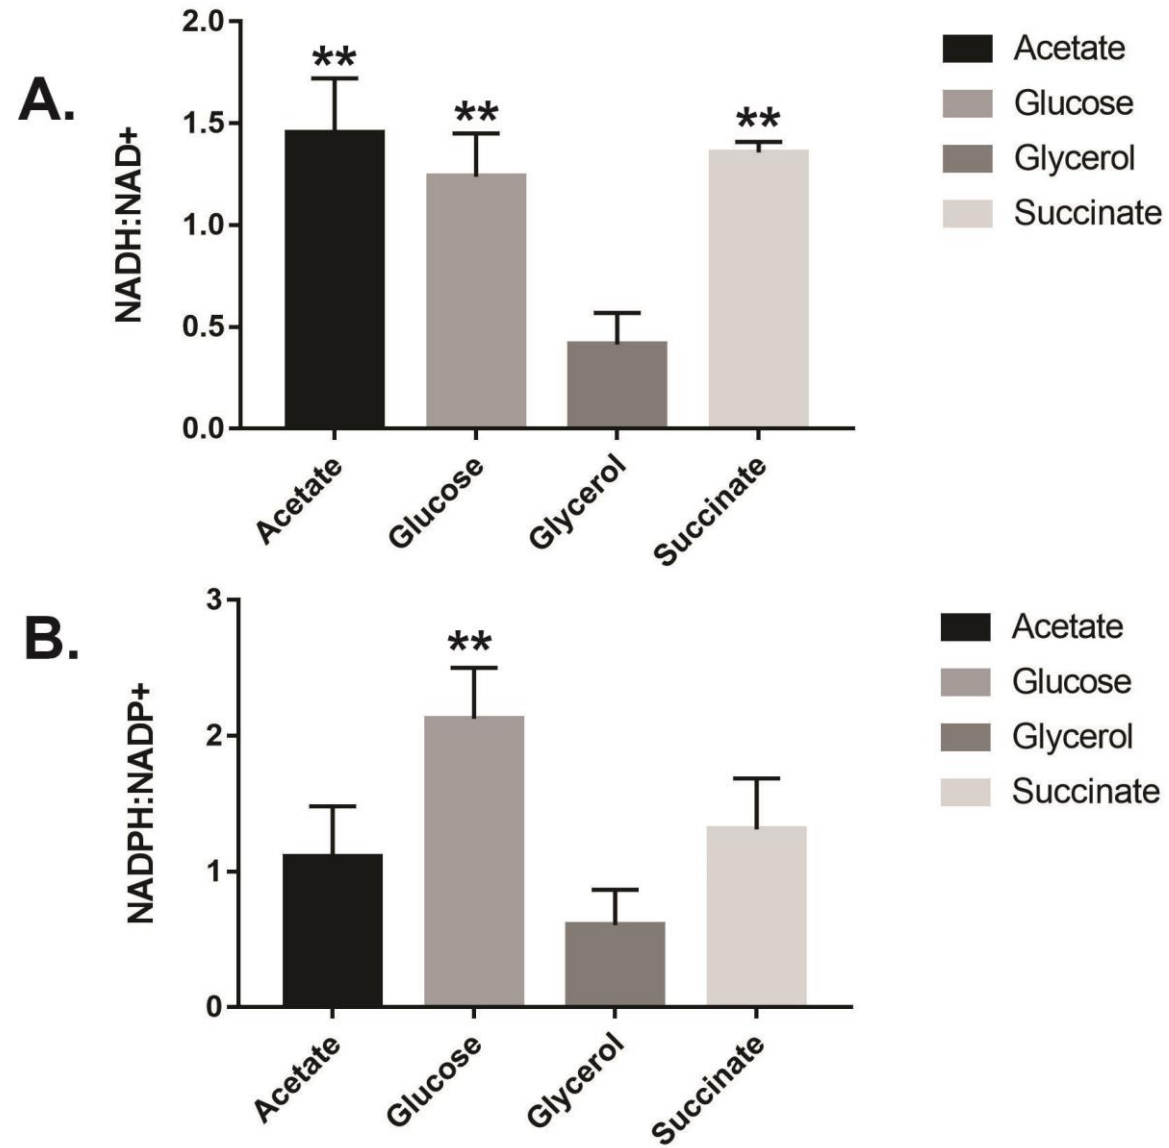 A.
NADH:NAD+
2.0
1.5
1.0
0.5
0.0
**
**
**
Acetate
Glucose
Glycerol
Succinate
Acetate
Glucose
Glycerol
Succinate
B.
NADPH:NADP+
3
2
1
0
**
Acetate
Glucose
Glycerol
Succinate
Acetate
Glucose
Glycerol
Succinate